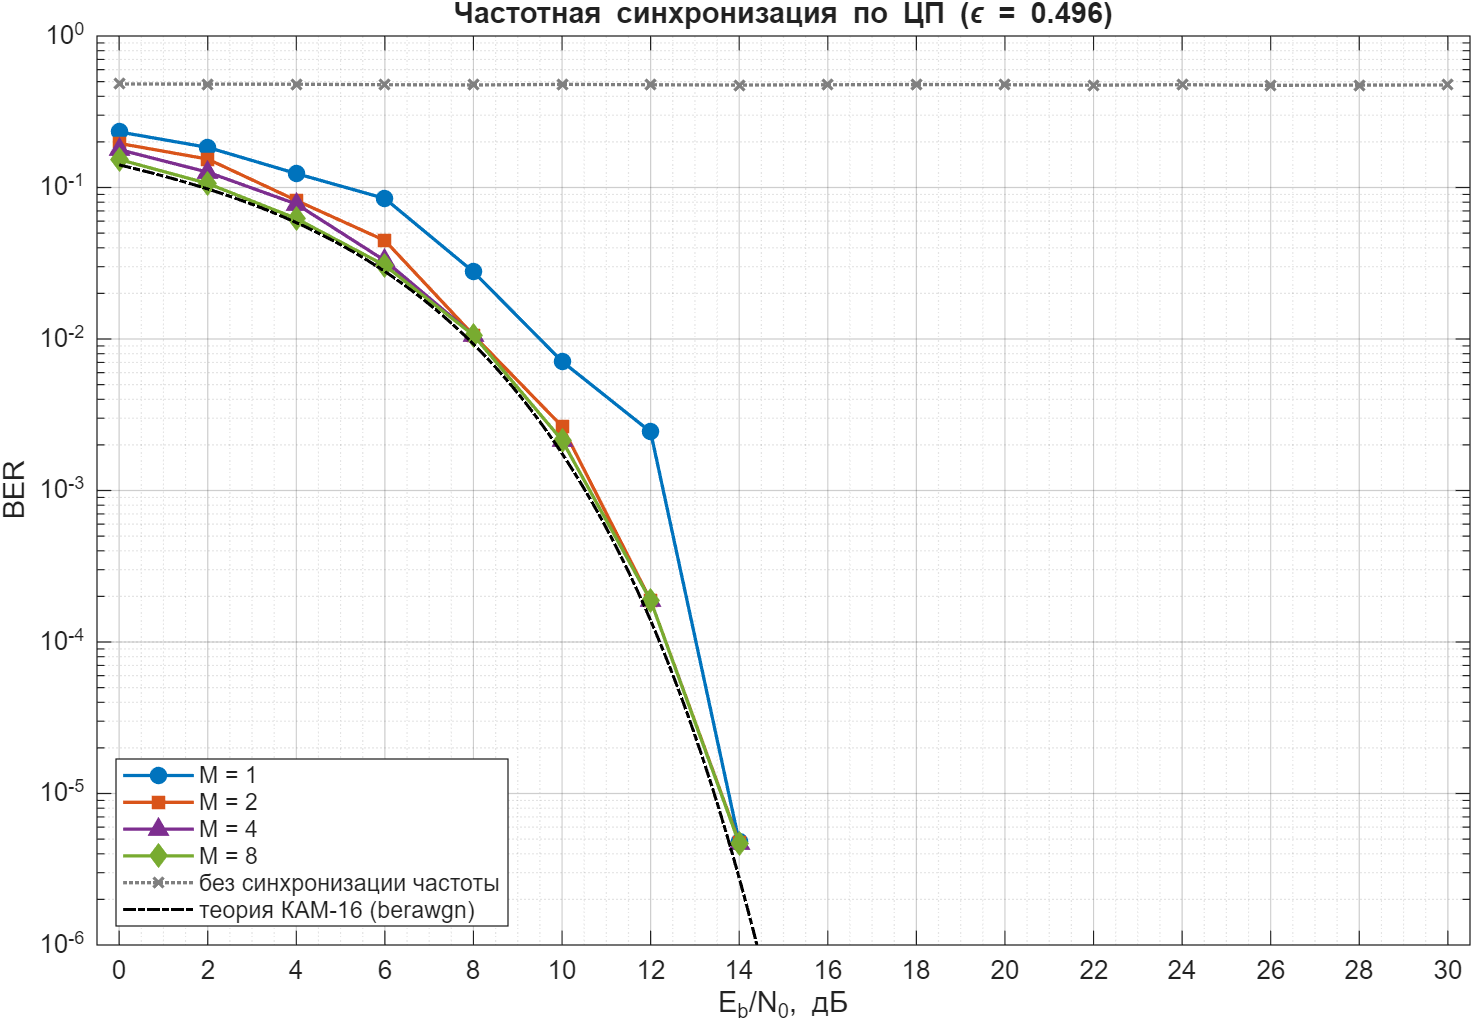 Частотная синхронизация по ЦП (ϵ = 0.496)
10^0
10^-1
10^-2
10^-3
10^-4
10^-5
10^-6
BER
M = 1
M = 2
M = 4
M = 8
без синхронизации частоты
теория КАМ-16 (berawgn)
0 2 4 6 8 10 12 14 16 18 20 22 24 26 28 30
E_b/N_0, дБ